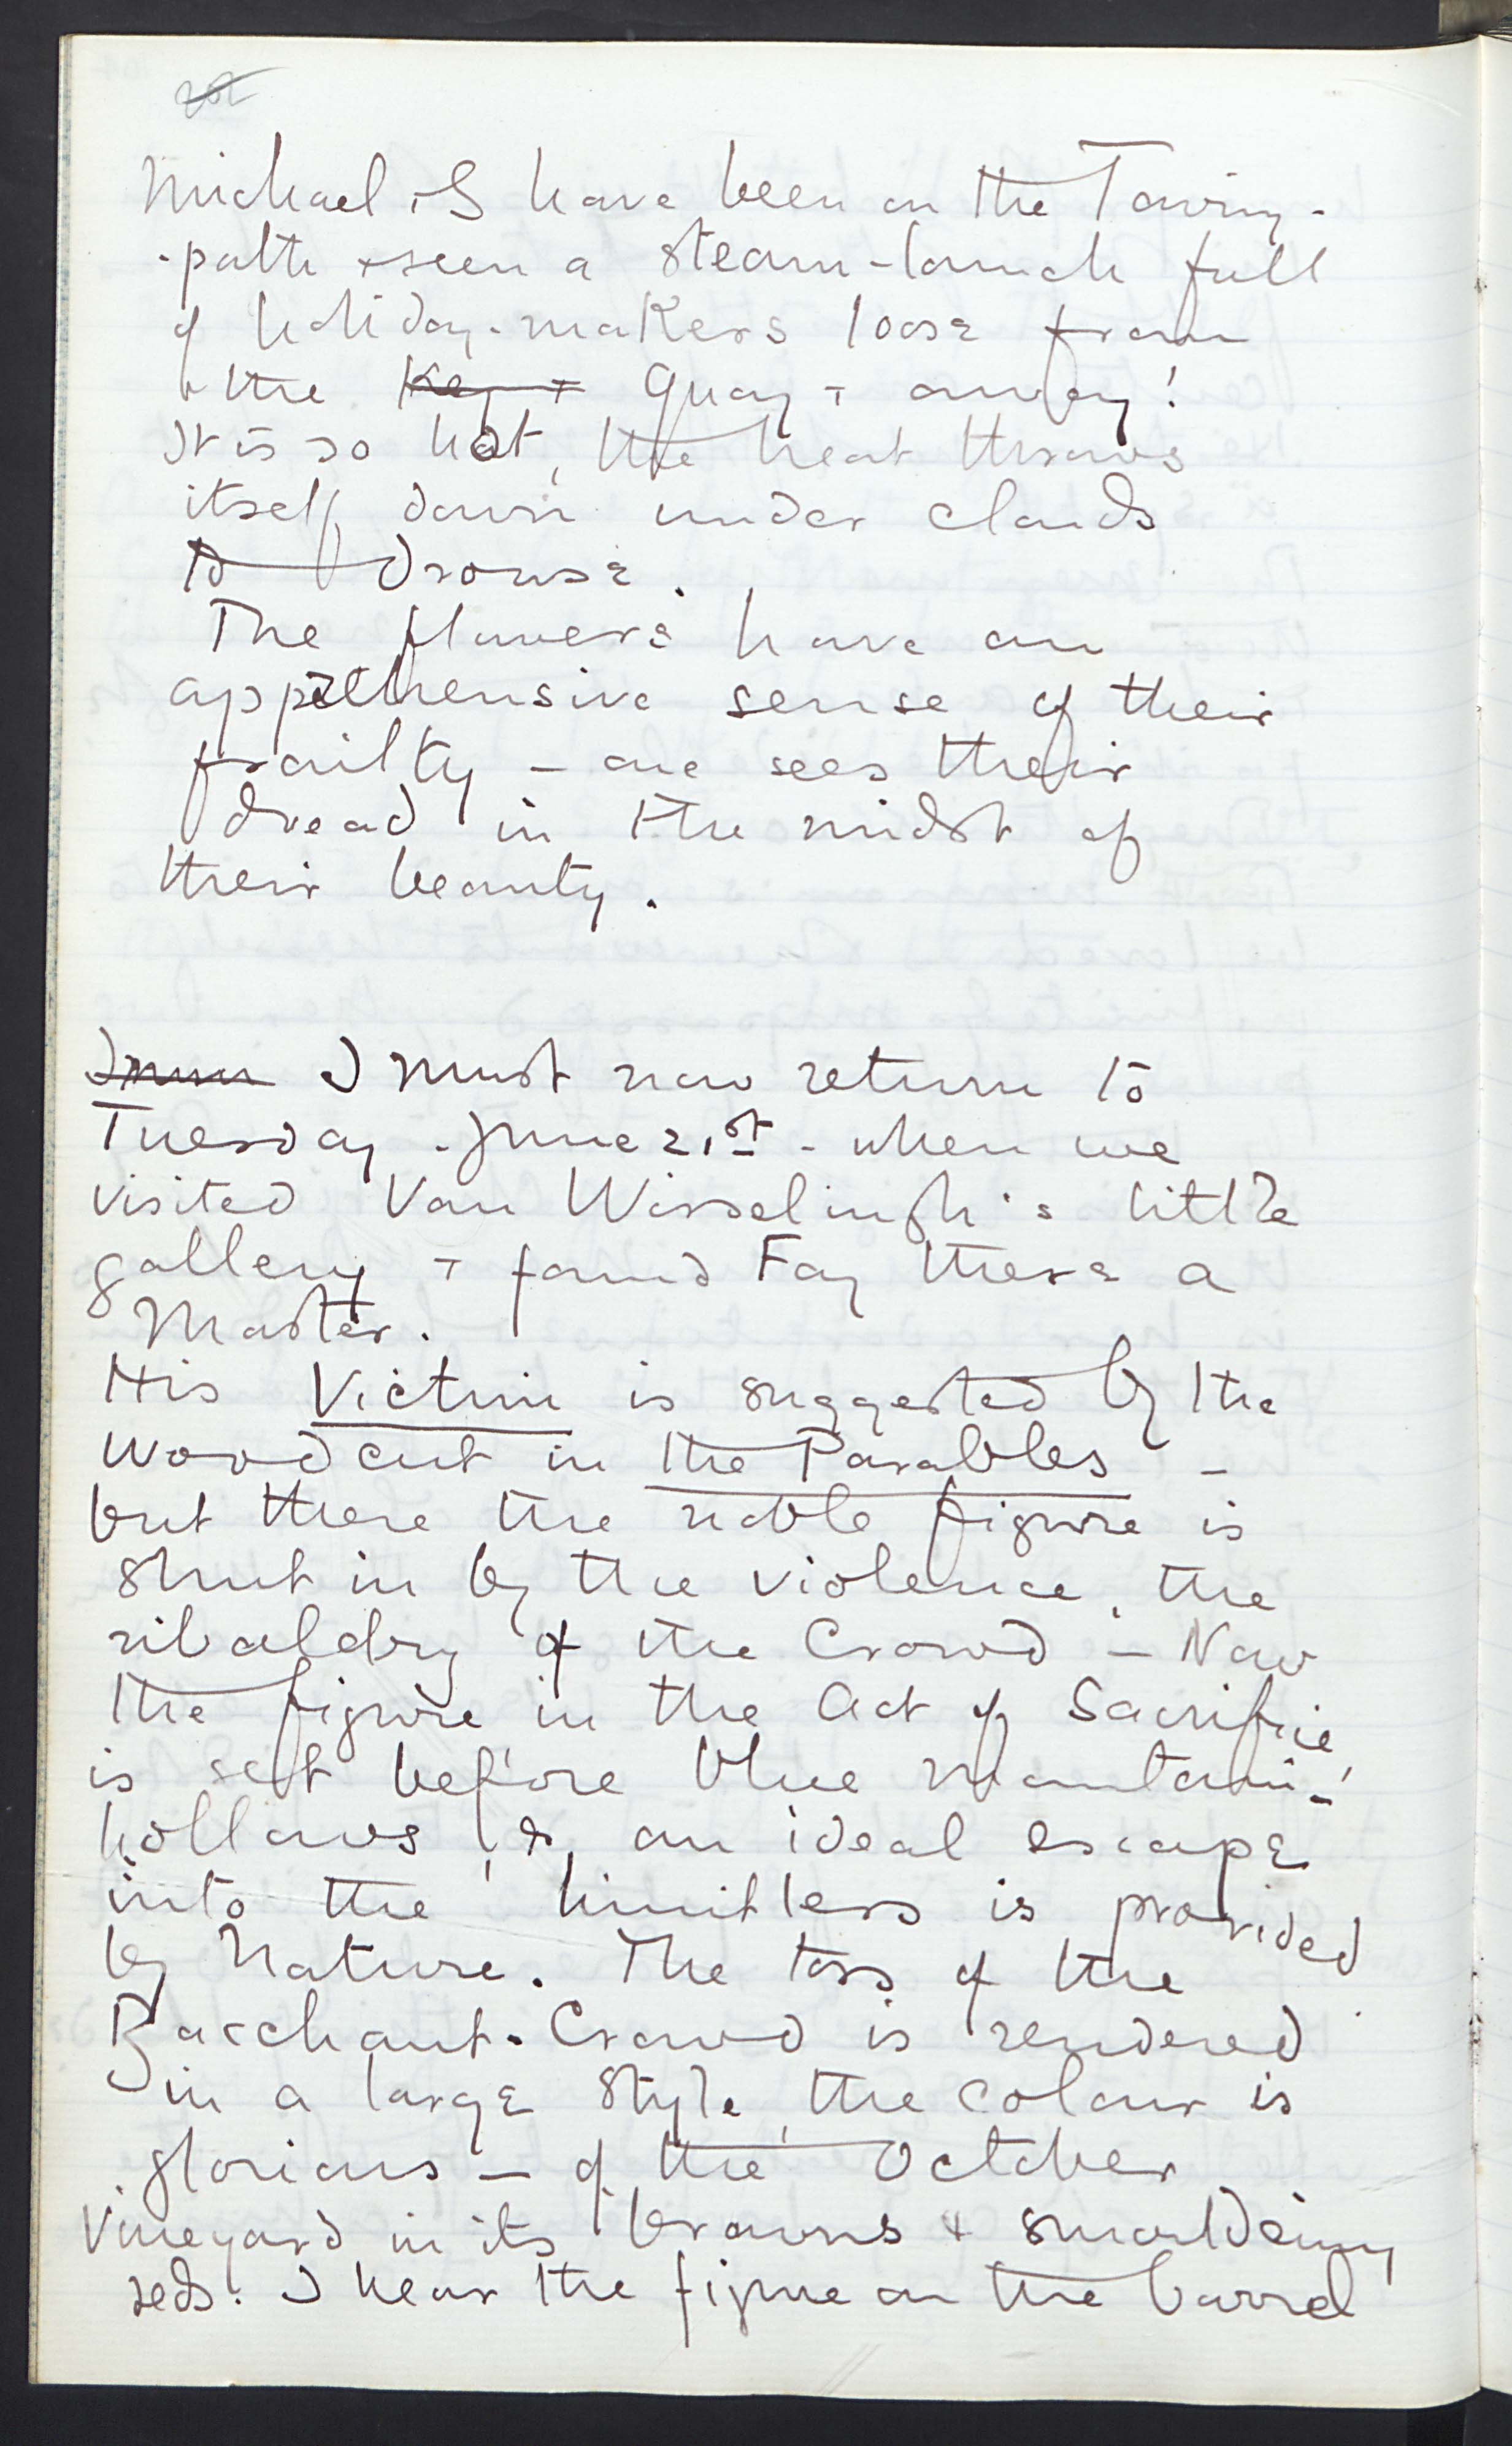 Michael & I have been on the Towing-
-path & seen a steam-launch full
of holiday-makers loose from
the Key + Quay + away!
It is so hot, the heat throws
itself down under clouds
to drowse.
The flowers have an
apprehensive sense of their
frailty - one sees their
dread in the midst of
their beauty.
I must now return to
Tuesday - June 21st - when we
visited Van Wisselingh's little
gallery + found Fay there a
Master.
His Victim is suggested by the
woodcut in the Parables -
but there the noble figure is
shut in by the violence, the
ribaldry of the Crowd - Now
the figure in the Act of Sacrifice
is set before blue mountain-
hollows, & an ideal escape
into the limitless is provided
by Nature. The toss of the
Bacchant-Crowd is rendered
in a large style, the colour is
glorious - of the October
Vineyard in its browns & smouldering
reds. I hear the figure on the barrel